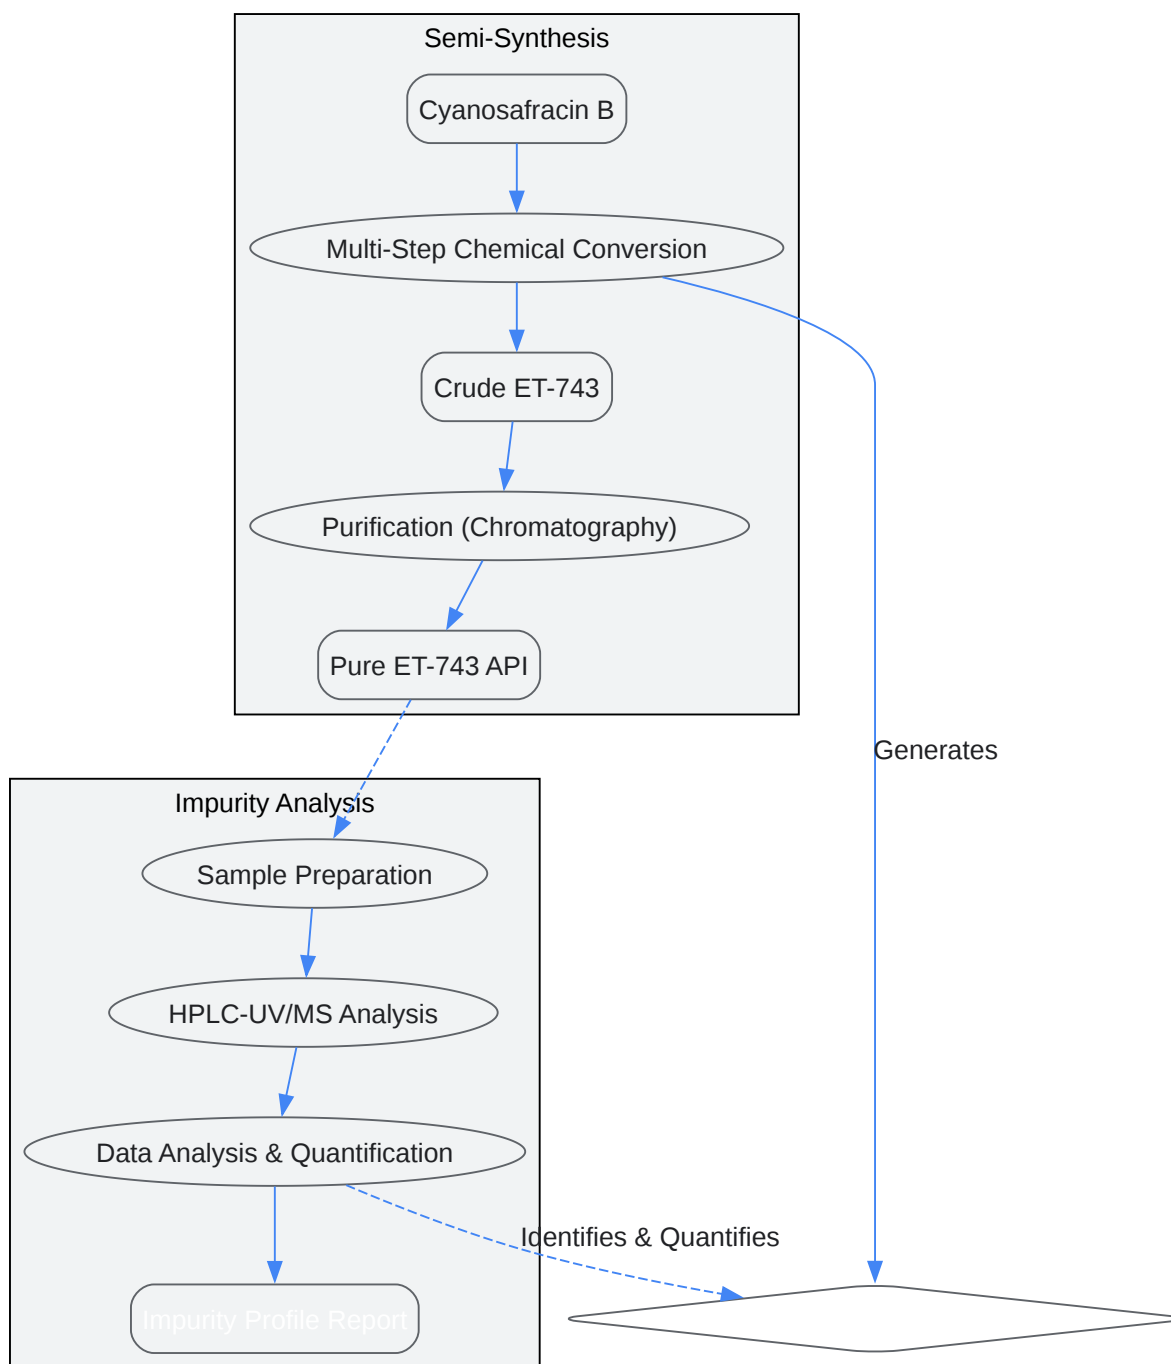 Semi-Synthesis
Cyanosafracin B
Multi-Step Chemical Conversion
Crude ET-743
Purification (Chromatography)
Pure ET-743 API
Generates
Impurity Analysis
Sample Preparation
HPLC-UV/MS Analysis
Data Analysis & Quantification
Identifies & Quantifies
Impurity Profile Report